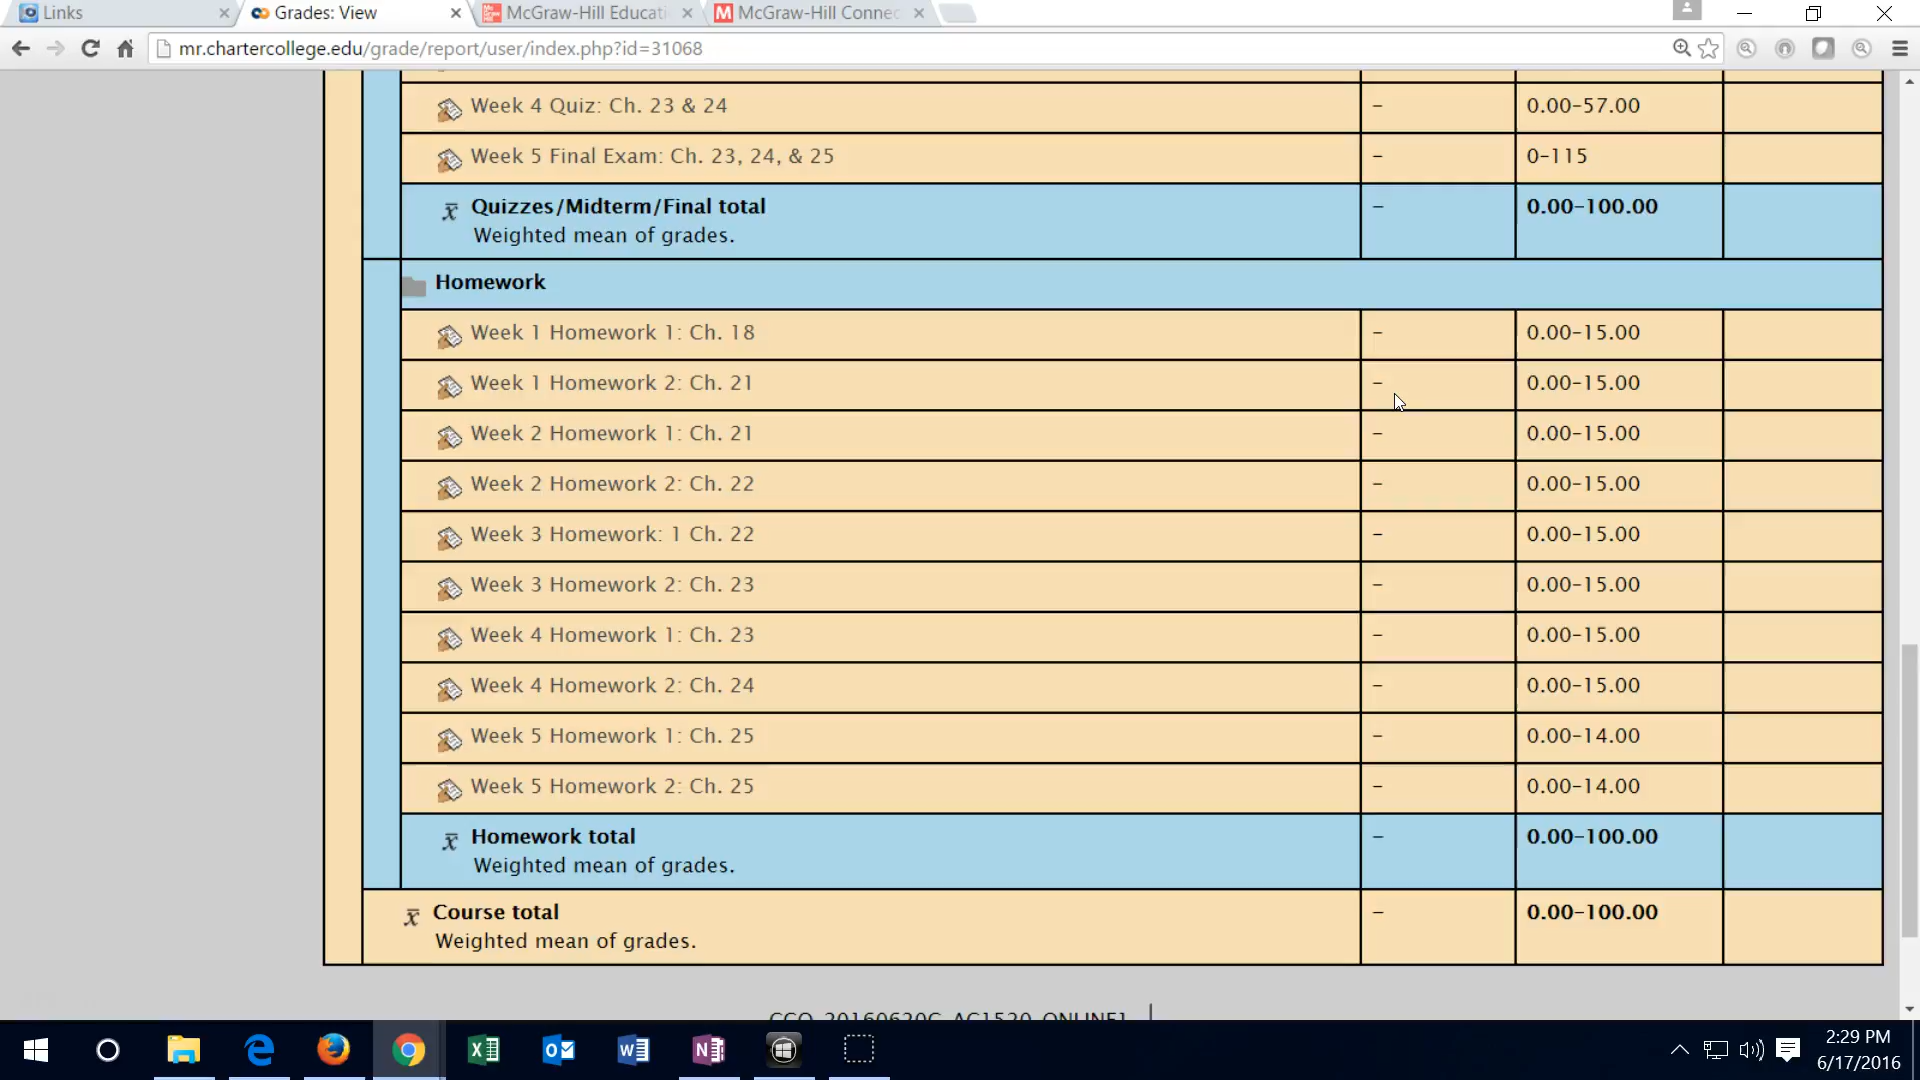 Links
Grades: View
McGraw-Hill Educati
McGraw-Hill Connec
mr.chartercollege.edu/grade/report/user/index.php?id=31068
Week 4 Quiz: Ch. 23 & 24 – 0.00–57.00
Week 5 Final Exam: Ch. 23, 24, & 25 – 0–115
Quizzes/Midterm/Final total – 0.00–100.00
Weighted mean of grades.
Homework
Week 1 Homework 1: Ch. 18 – 0.00–15.00
Week 1 Homework 2: Ch. 21 – 0.00–15.00
Week 2 Homework 1: Ch. 21 – 0.00–15.00
Week 2 Homework 2: Ch. 22 – 0.00–15.00
Week 3 Homework: 1 Ch. 22 – 0.00–15.00
Week 3 Homework 2: Ch. 23 – 0.00–15.00
Week 4 Homework 1: Ch. 23 – 0.00–15.00
Week 4 Homework 2: Ch. 24 – 0.00–15.00
Week 5 Homework 1: Ch. 25 – 0.00–14.00
Week 5 Homework 2: Ch. 25 – 0.00–14.00
Homework total – 0.00–100.00
Weighted mean of grades.
Course total – 0.00–100.00
Weighted mean of grades.
CCO_20160620C_AC1520_ONLINE1
2:29 PM
6/17/2016